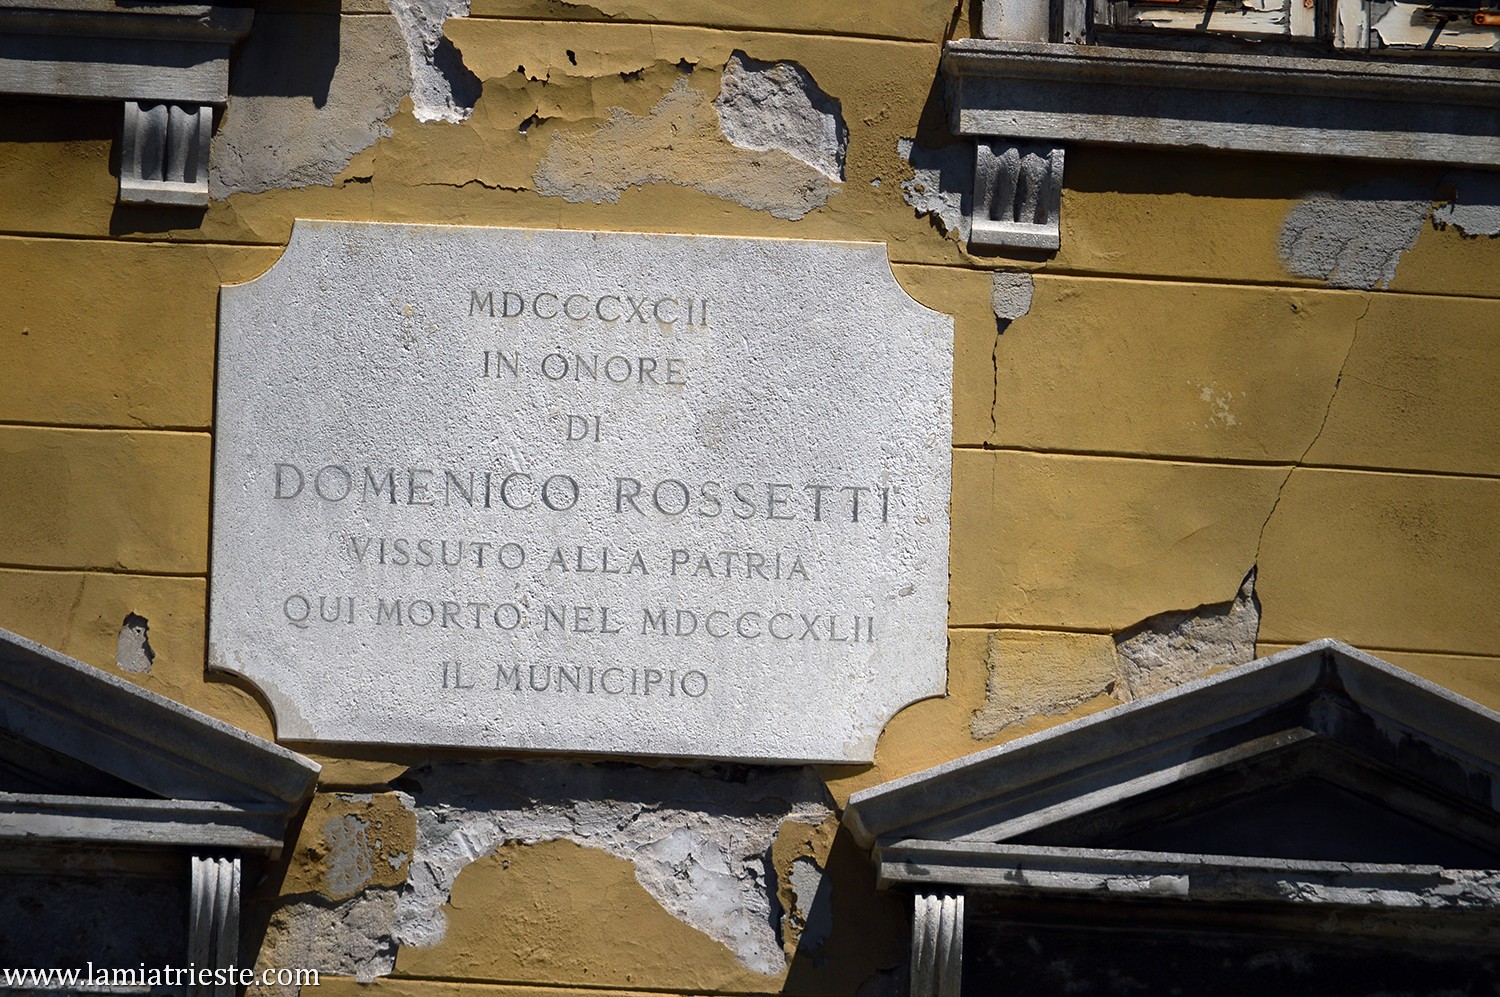 MDCCCXCII
IN ONORE
DI
DOMENICO ROSSETTI
VISSUTO ALLA PATRIA
QUI MORTO NEL MDCCCXLII
IL MUNICIPIO
www.lamiatrieste.com